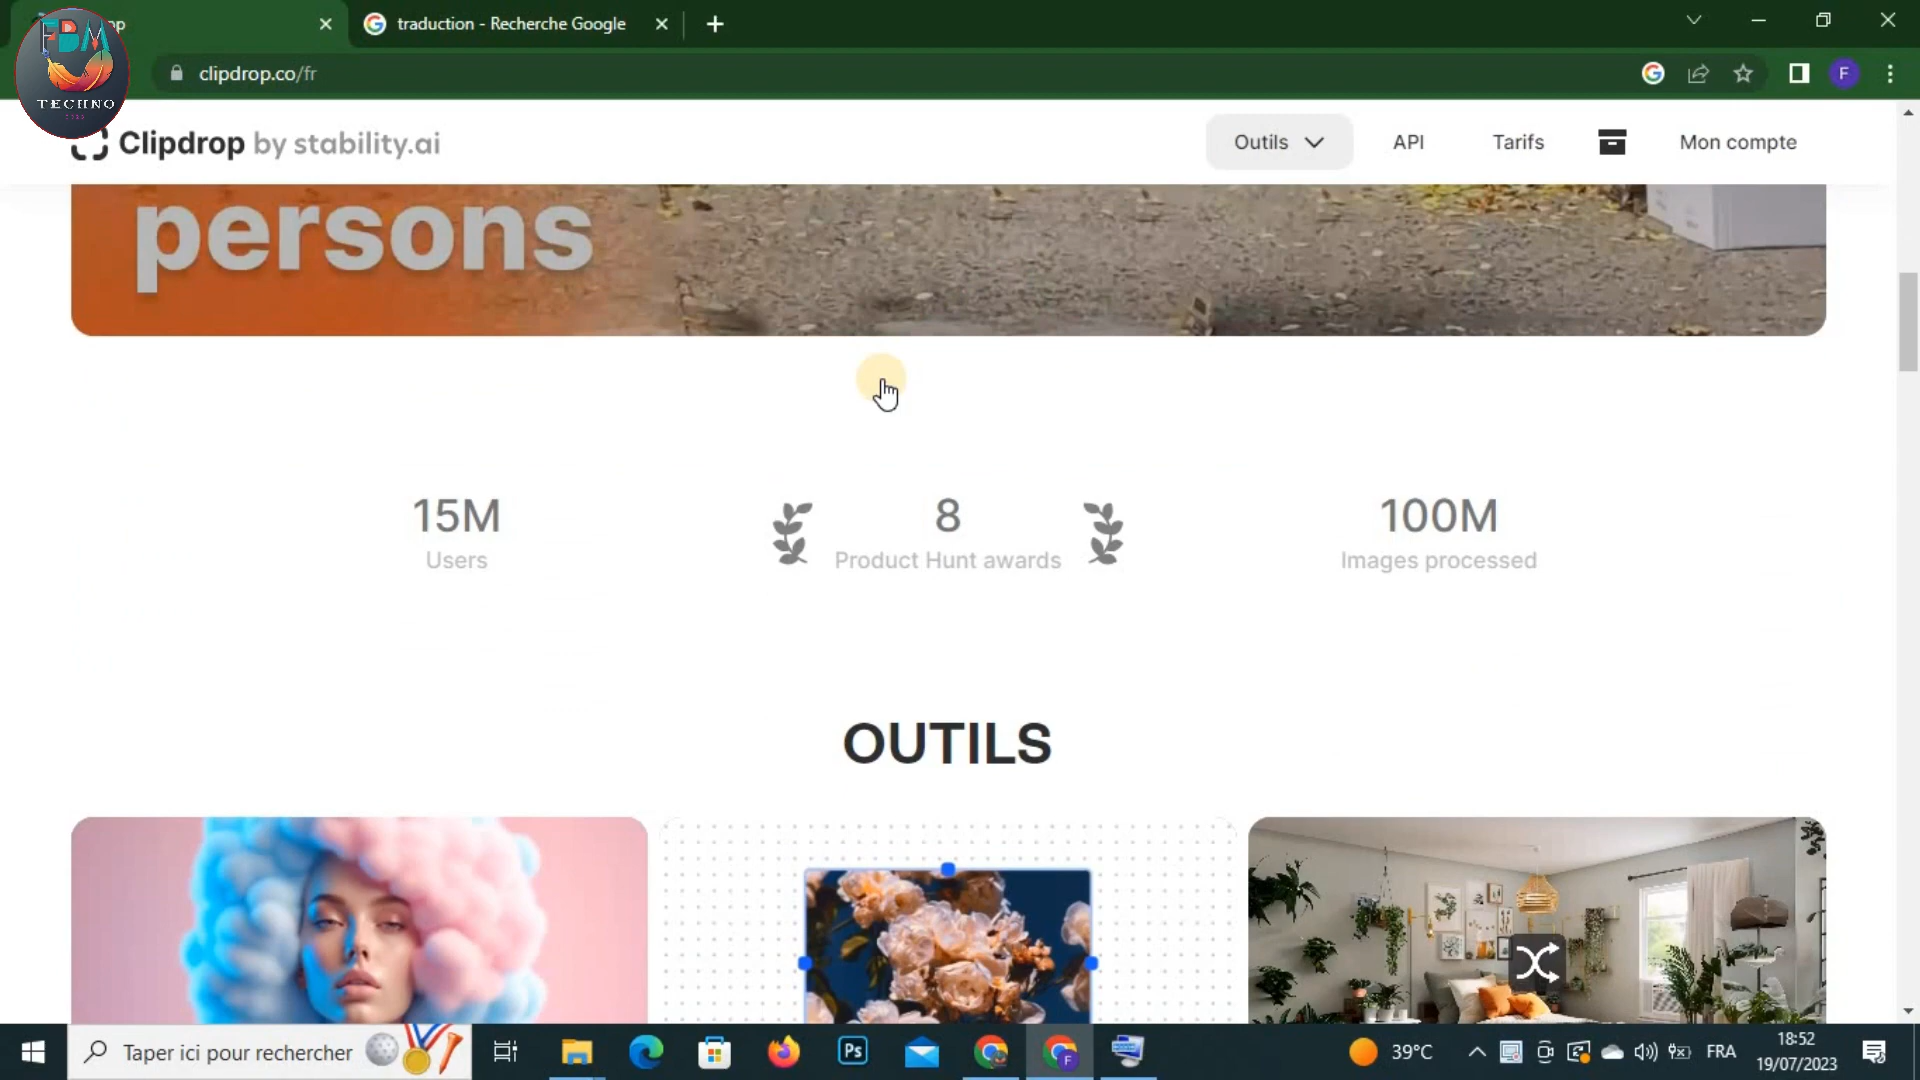 traduction - Recherche Google
clipdrop.co/fr
FBM
TECHNO
Clipdrop by stability.ai
Outils
API
Tarifs
Mon compte
persons
15M
Users
8
Product Hunt awards
100M
Images processed
OUTILS
Taper ici pour rechercher
Ps
F
39°C
FRA
18:52
19/07/2023